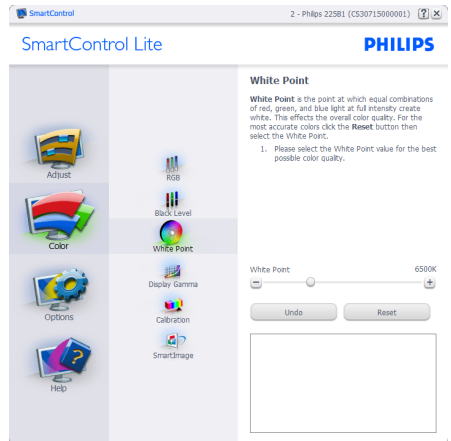 SmartControl
2 - Philips 225B1 (CS30715000001)
SmartControl Lite
PHILIPS
Adjust
Color
Options
Help
RGB
Black Level
White Point
Display Gamma
Calibration
SmartImage
White Point
White Point is the point at which equal combinations
of red, green, and blue light at full intensity create
white. This effects the overall color quality. For the
most accurate colors click the Reset button then
select the White Point.
1. Please select the White Point value for the best
possible color quality.
White Point 6500K
Undo
Reset